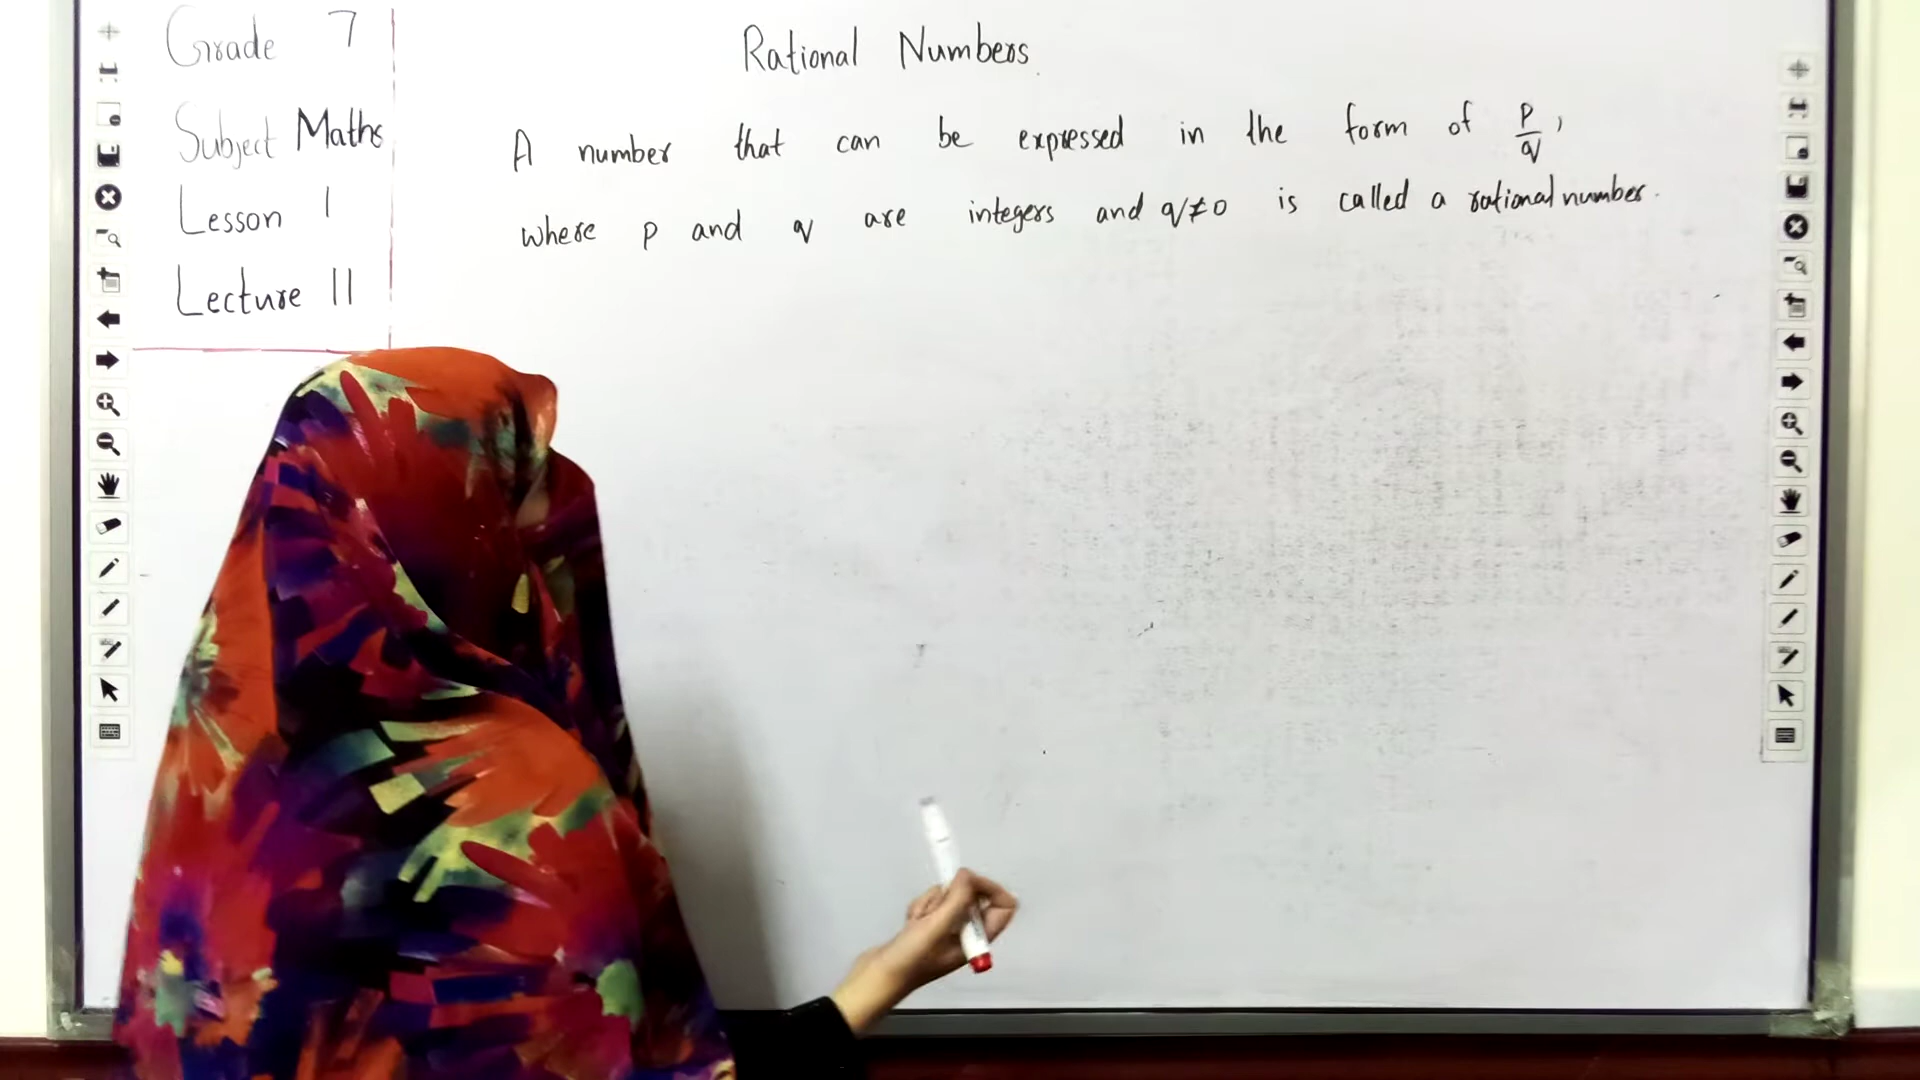 Grade 7
Subject Maths
Lesson 1
Lecture 11
Rational Numbers.
A number that can be expressed in the form of p/q,
where p and q are integers and q≠0 is called a rational number.